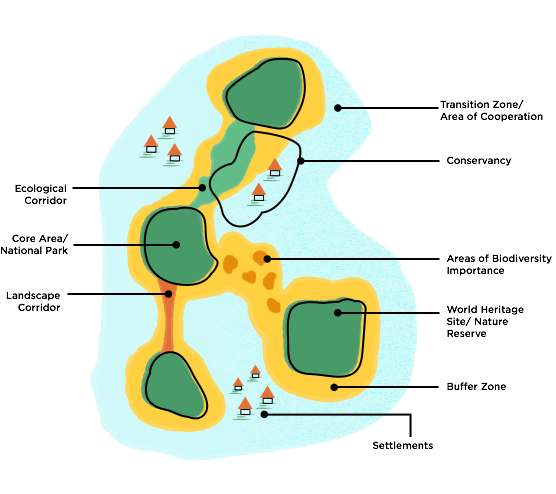 Transition Zone/
Area of Cooperation
Conservancy
Ecological
Corridor
Core Area/
National Park
Areas of Biodiversity
Importance
Landscape
Corridor
World Heritage
Site/ Nature
Reserve
Buffer Zone
Settlements